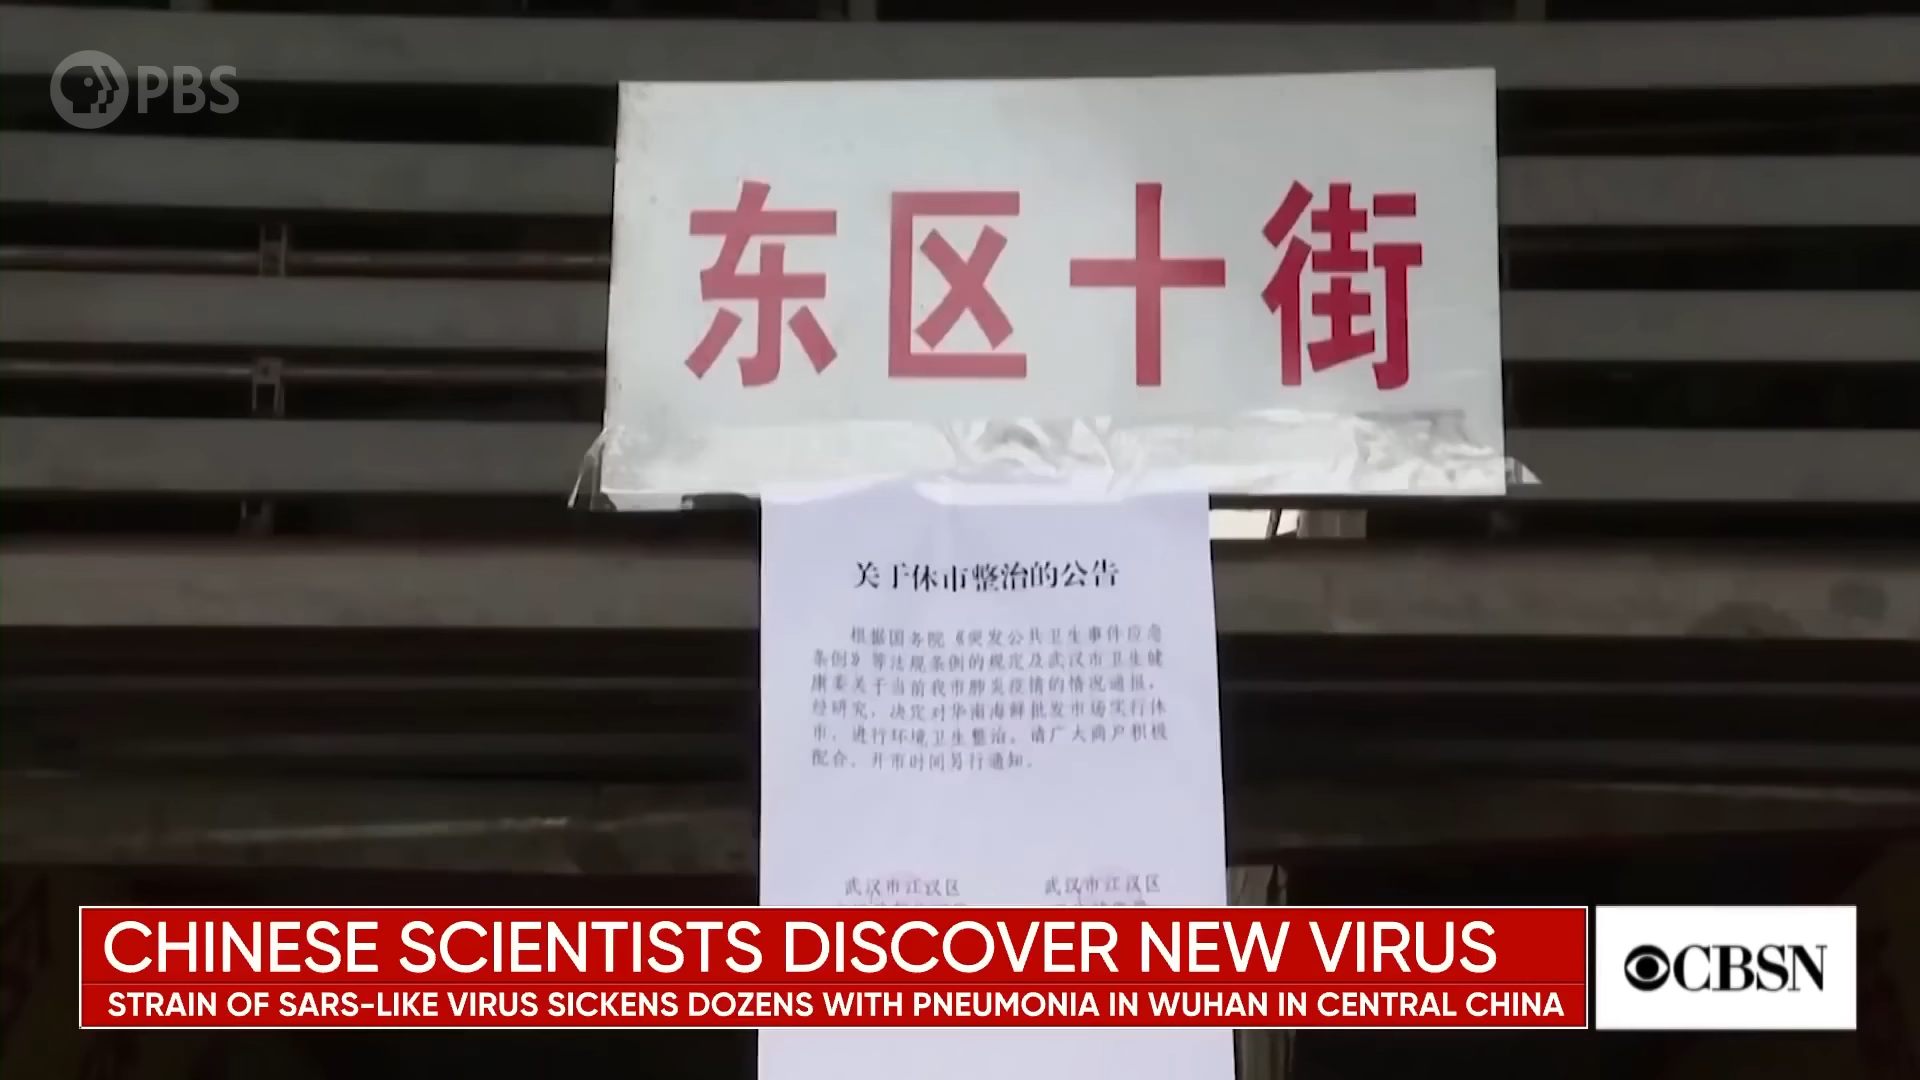 PBS
东区十街
关于休市整治的公告
根据国务院《突发公共卫生事件应急
条例》等法规条例的规定及武汉市卫生健
康委关于当前我市肺炎疫情的情况通报，
经研究，决定对华南海鲜批发市场实行休
市，进行环境卫生整治。请广大商户积极
配合。开市时间另行通知。
武汉市江汉区 武汉市江汉区
CHINESE SCIENTISTS DISCOVER NEW VIRUS
STRAIN OF SARS-LIKE VIRUS SICKENS DOZENS WITH PNEUMONIA IN WUHAN IN CENTRAL CHINA
CBSN